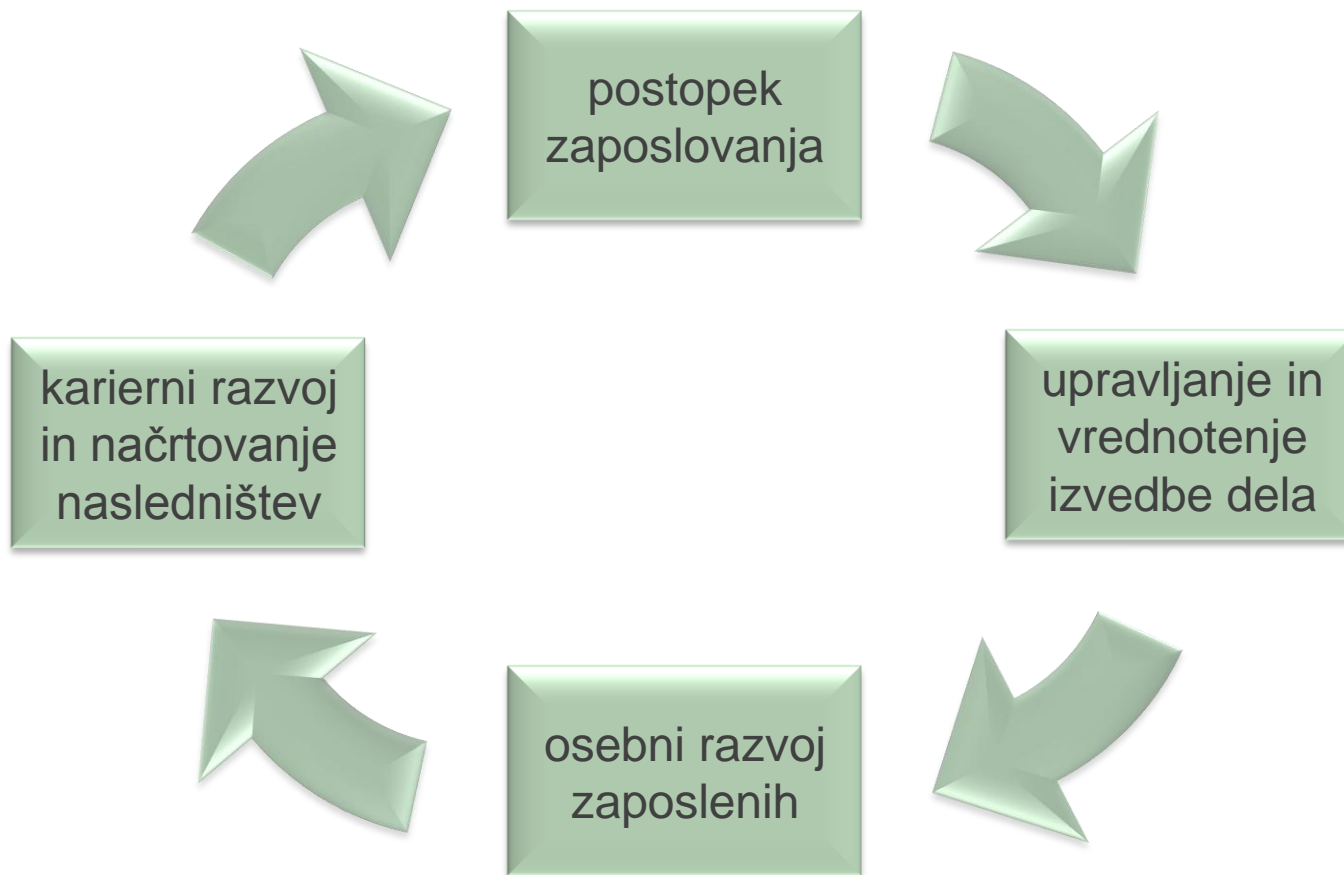 postopek
zaposlovanja
upravljanje in
vrednotenje
izvedbe dela
osebni razvoj
zaposlenih
karierni razvoj
in načrtovanje
nasledništev